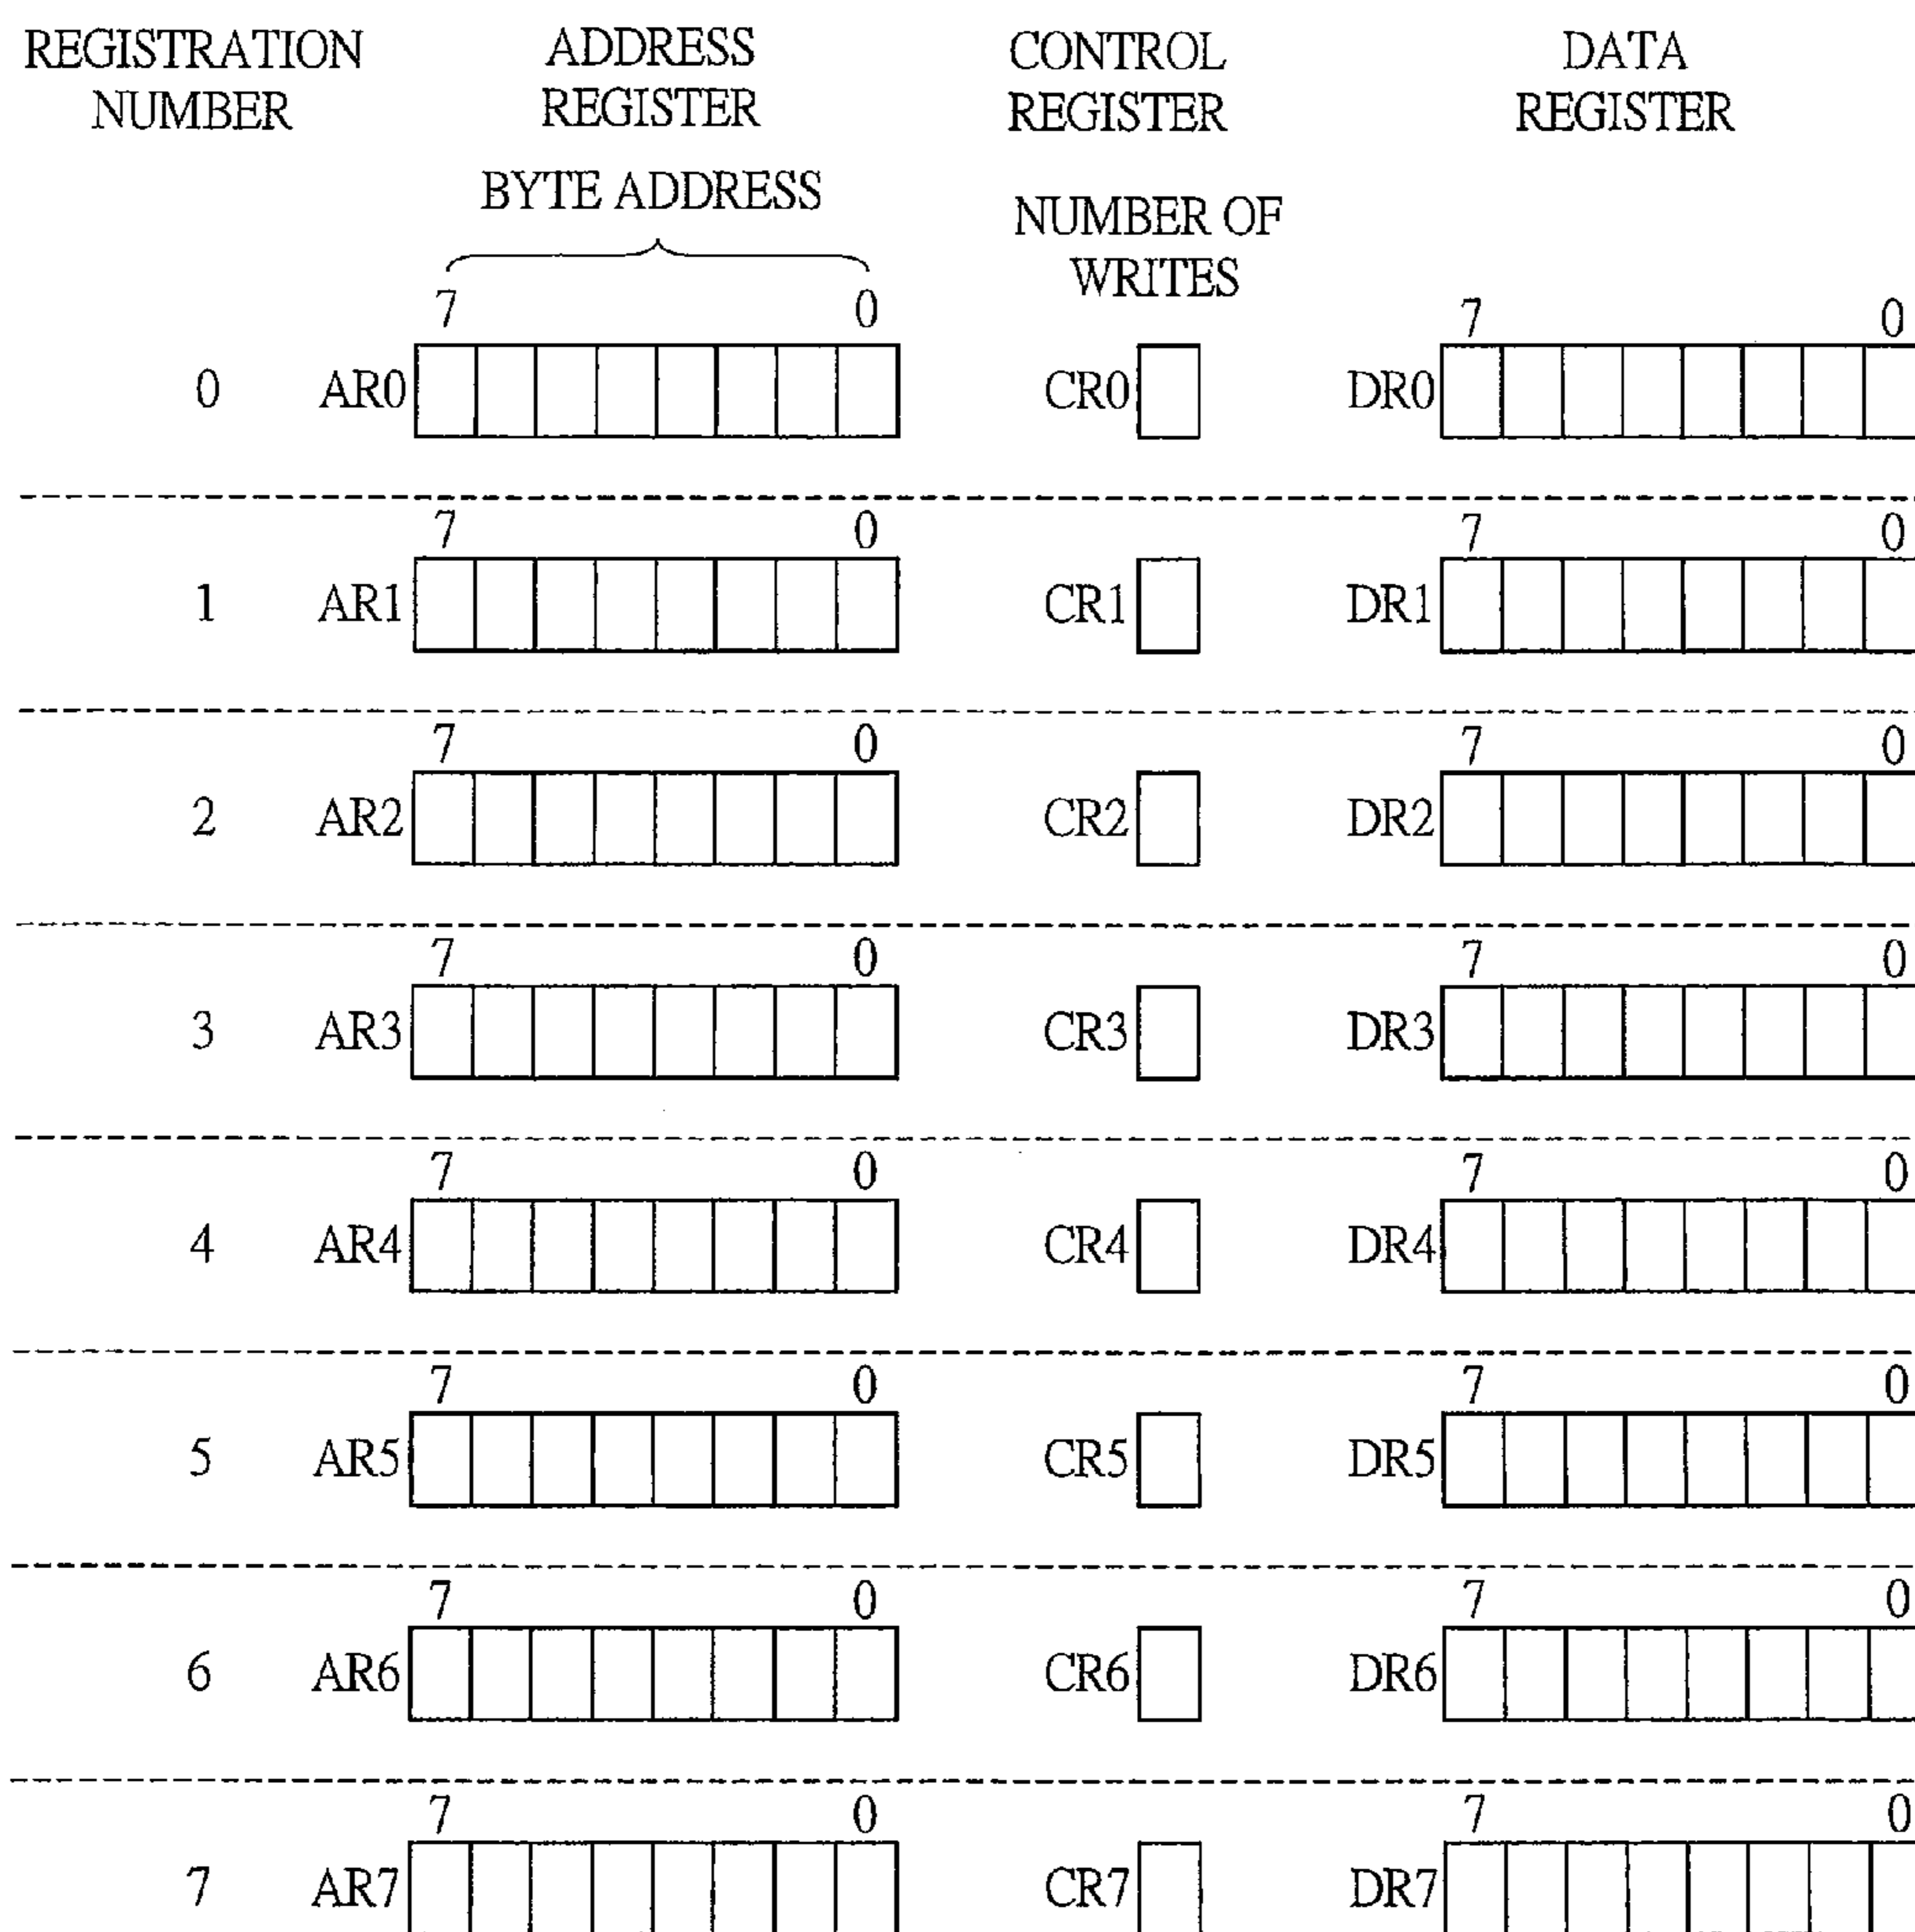 REGISTRATION NUMBER
ADDRESS REGISTER
CONTROL REGISTER
DATA REGISTER
BYTE ADDRESS
NUMBER OF WRITES
7 0 7 0
0 AR0 CR0 DR0
7 0 7 0
1 AR1 CR1 DR1
7 0 7 0
2 AR2 CR2 DR2
7 0 7 0
3 AR3 CR3 DR3
7 0 7 0
4 AR4 CR4 DR4
7 0 7 0
5 AR5 CR5 DR5
7 0 7 0
6 AR6 CR6 DR6
7 0 7 0
7 AR7 CR7 DR7